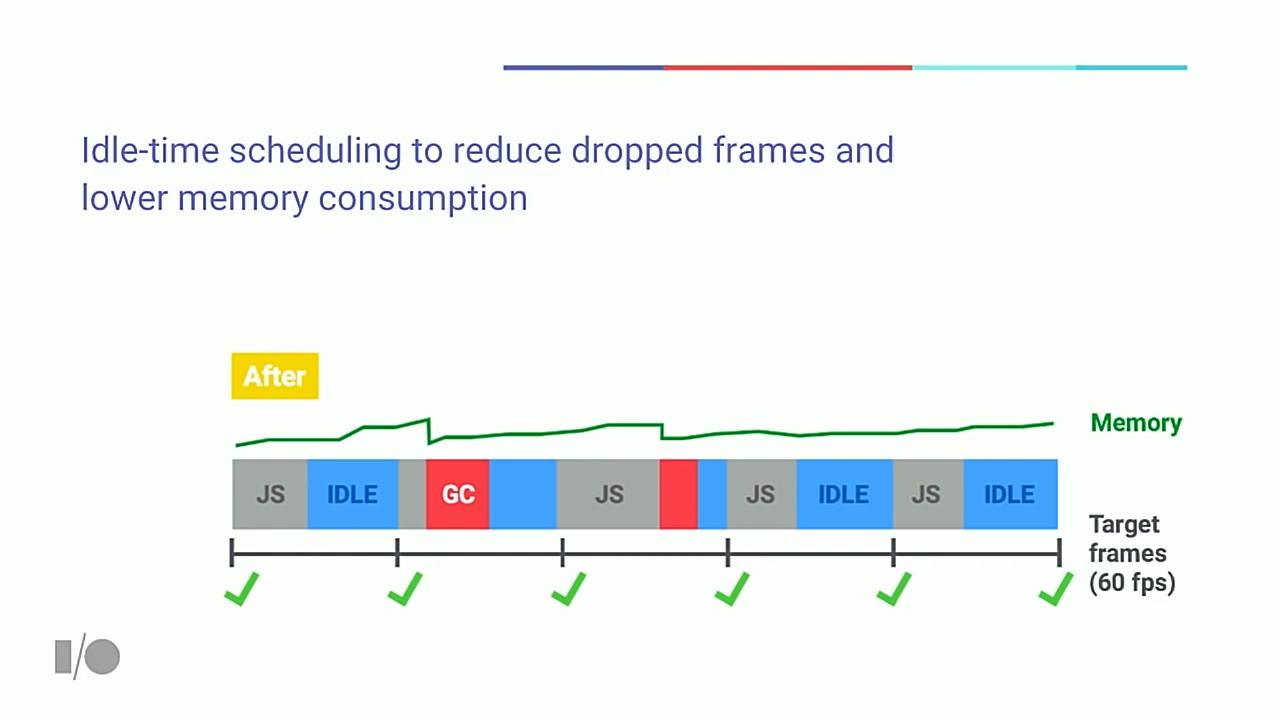 Idle-time scheduling to reduce dropped frames and
lower memory consumption
After
Memory
JS IDLE GC JS JS IDLE JS IDLE
Target
frames
(60 fps)
I/O